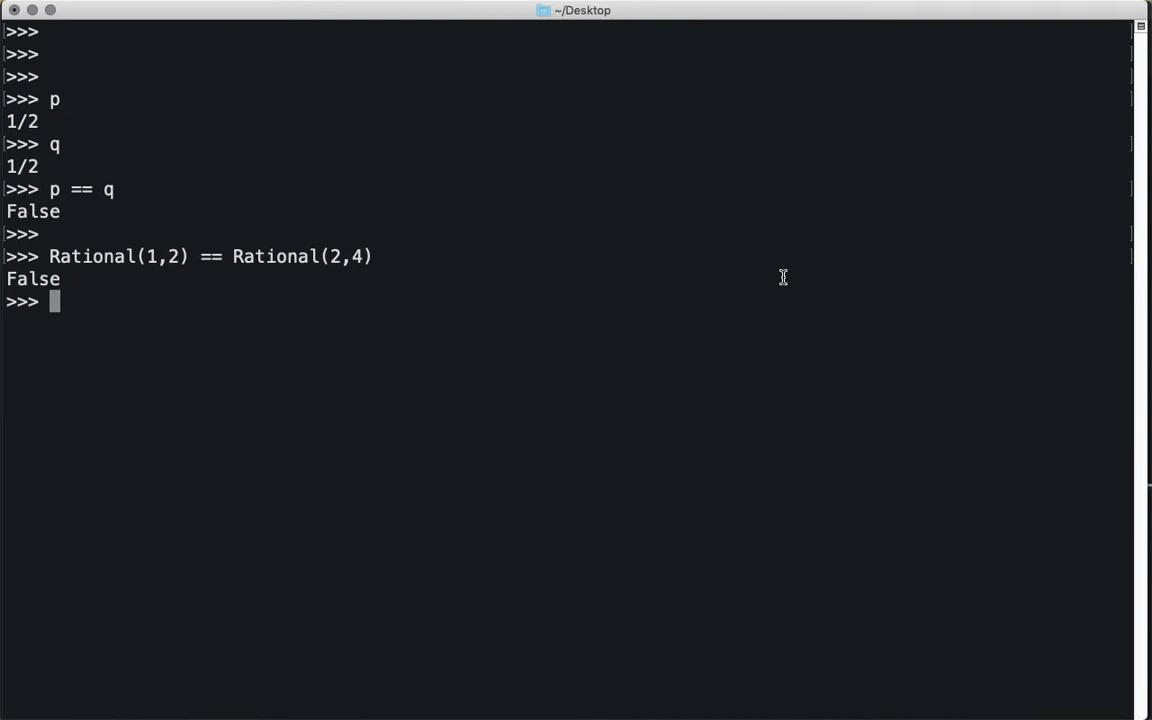 ~/Desktop
>>>
>>>
>>>
>>> p
1/2
>>> q
1/2
>>> p == q
False
>>>
>>> Rational(1,2) == Rational(2,4)
False
>>>